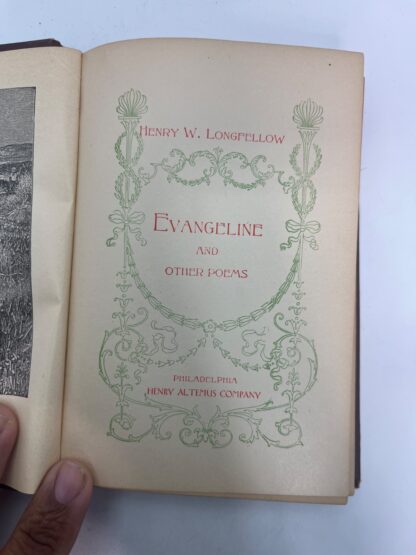 Henry W. Longfellow
Evangeline
and
other poems
Philadelphia
Henry Altemus Company